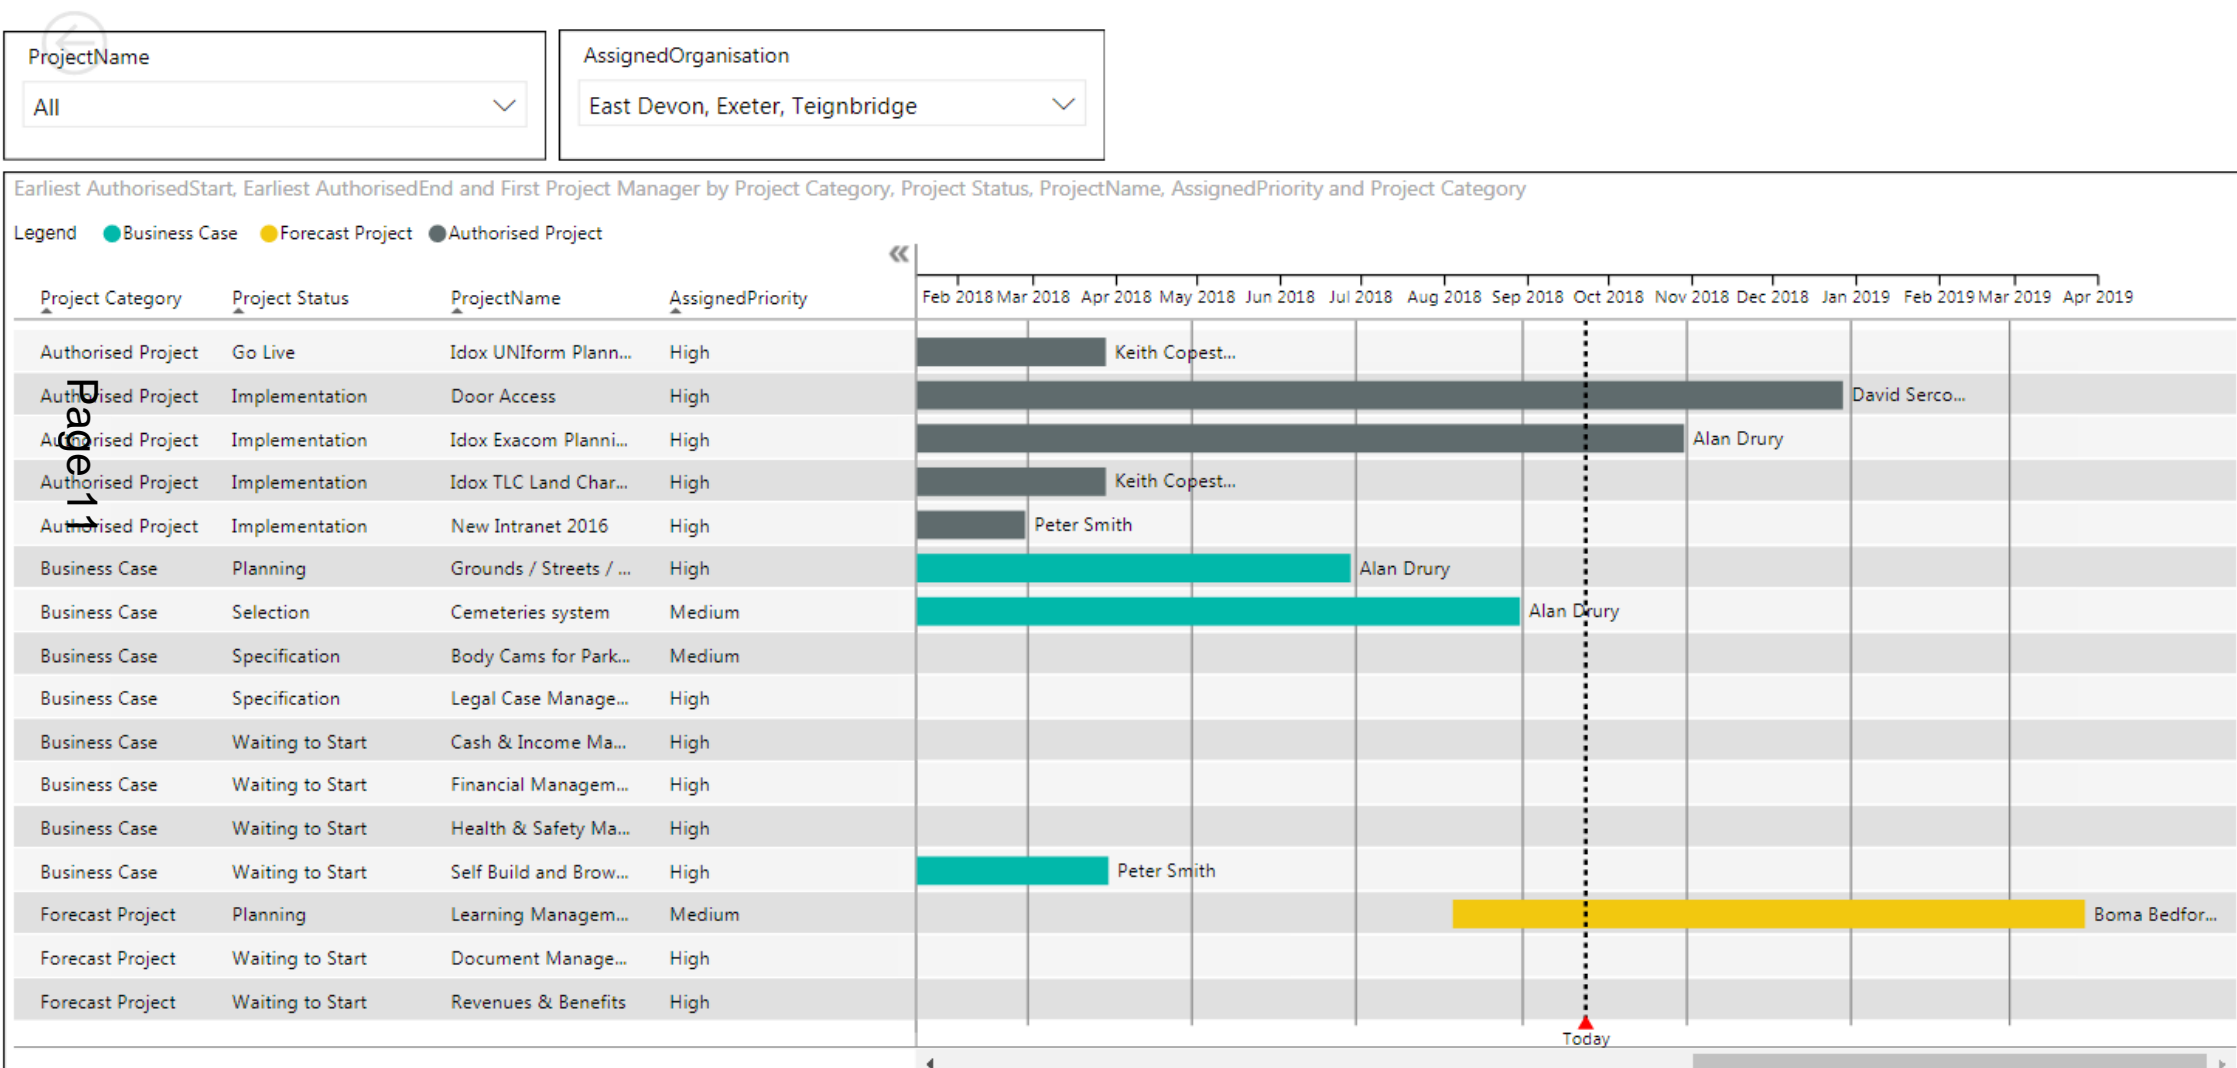 ProjectName
All
AssignedOrganisation
East Devon, Exeter, Teignbridge
Earliest AuthorisedStart, Earliest AuthorisedEnd and First Project Manager by Project Category, Project Status, ProjectName, AssignedPriority and Project Category
Legend Business Case Forecast Project Authorised Project
Project Category Project Status ProjectName AssignedPriority Feb 2018 Mar 2018 Apr 2018 May 2018 Jun 2018 Jul 2018 Aug 2018 Sep 2018 Oct 2018 Nov 2018 Dec 2018 Jan 2019 Feb 2019 Mar 2019 Apr 2019
Authorised Project Go Live Idox UNIform Plann... High Keith Copest...
Authorised Project Implementation Door Access High David Serco...
Authorised Project Implementation Idox Exacom Planni... High Alan Drury
Authorised Project Implementation Idox TLC Land Char... High Keith Copest...
Authorised Project Implementation New Intranet 2016 High Peter Smith
Business Case Planning Grounds / Streets / ... High Alan Drury
Business Case Selection Cemeteries system Medium Alan Drury
Business Case Specification Body Cams for Park... Medium
Business Case Specification Legal Case Manage... High
Business Case Waiting to Start Cash & Income Ma... High
Business Case Waiting to Start Financial Managem... High
Business Case Waiting to Start Health & Safety Ma... High
Business Case Waiting to Start Self Build and Brow... High Peter Smith
Forecast Project Planning Learning Managem... Medium Boma Bedfor...
Forecast Project Waiting to Start Document Manage... High
Forecast Project Waiting to Start Revenues & Benefits High
Today
Page 11